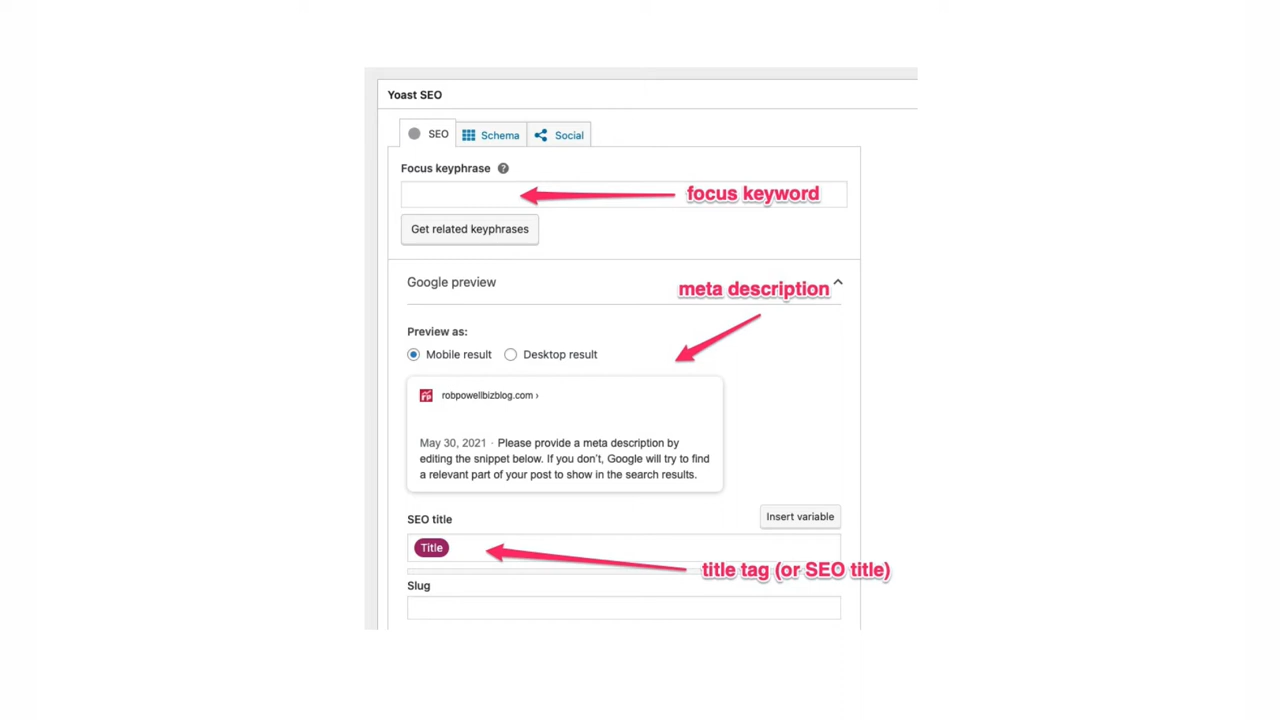 Yoast SEO
SEO Schema Social
Focus keyphrase ?
focus keyword
Get related keyphrases
Google preview
meta description
Preview as:
Mobile result Desktop result
rp robpowellbizblog.com ›
May 30, 2021 · Please provide a meta description by
editing the snippet below. If you don't, Google will try to find
a relevant part of your post to show in the search results.
SEO title Insert variable
Title
title tag (or SEO title)
Slug